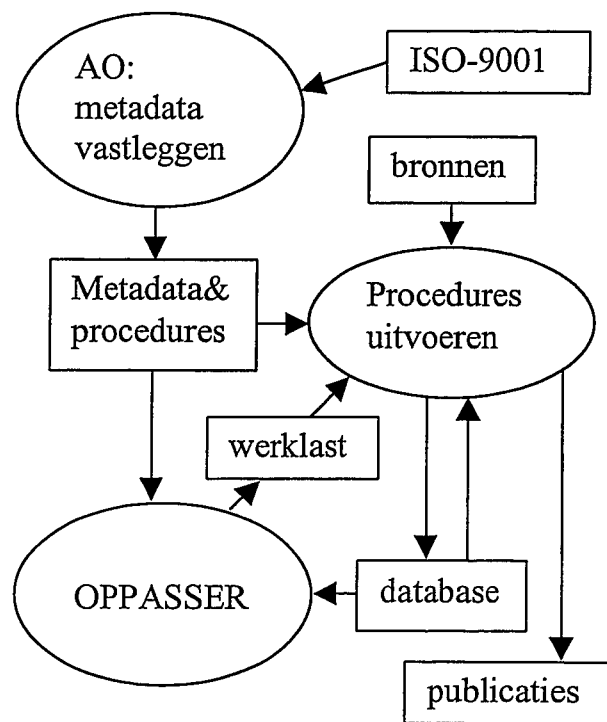 AO:
metadata
vastleggen
ISO-9001
bronnen
Metadata&
procedures
Procedures
uitvoeren
werklast
OPPASSER
database
publicaties